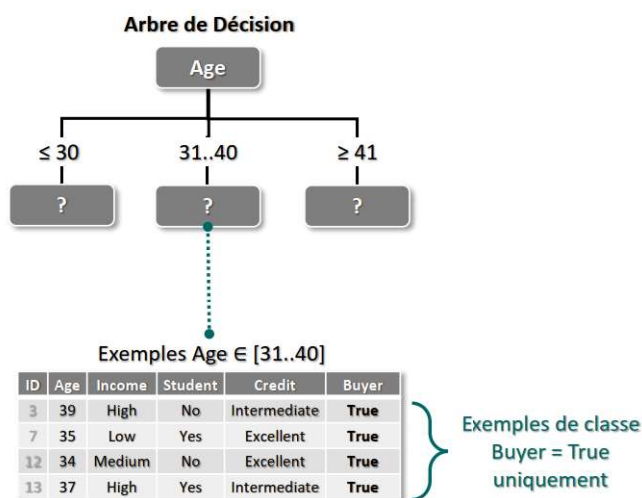 Arbre de Décision
Age
≤ 30 31..40 ≥ 41
? ? ?
Exemples Age ∈ [31..40]
ID Age Income Student Credit Buyer
3 39 High No Intermediate True
7 35 Low Yes Excellent True
12 34 Medium No Excellent True
13 37 High Yes Intermediate True
Exemples de classe
Buyer = True
uniquement